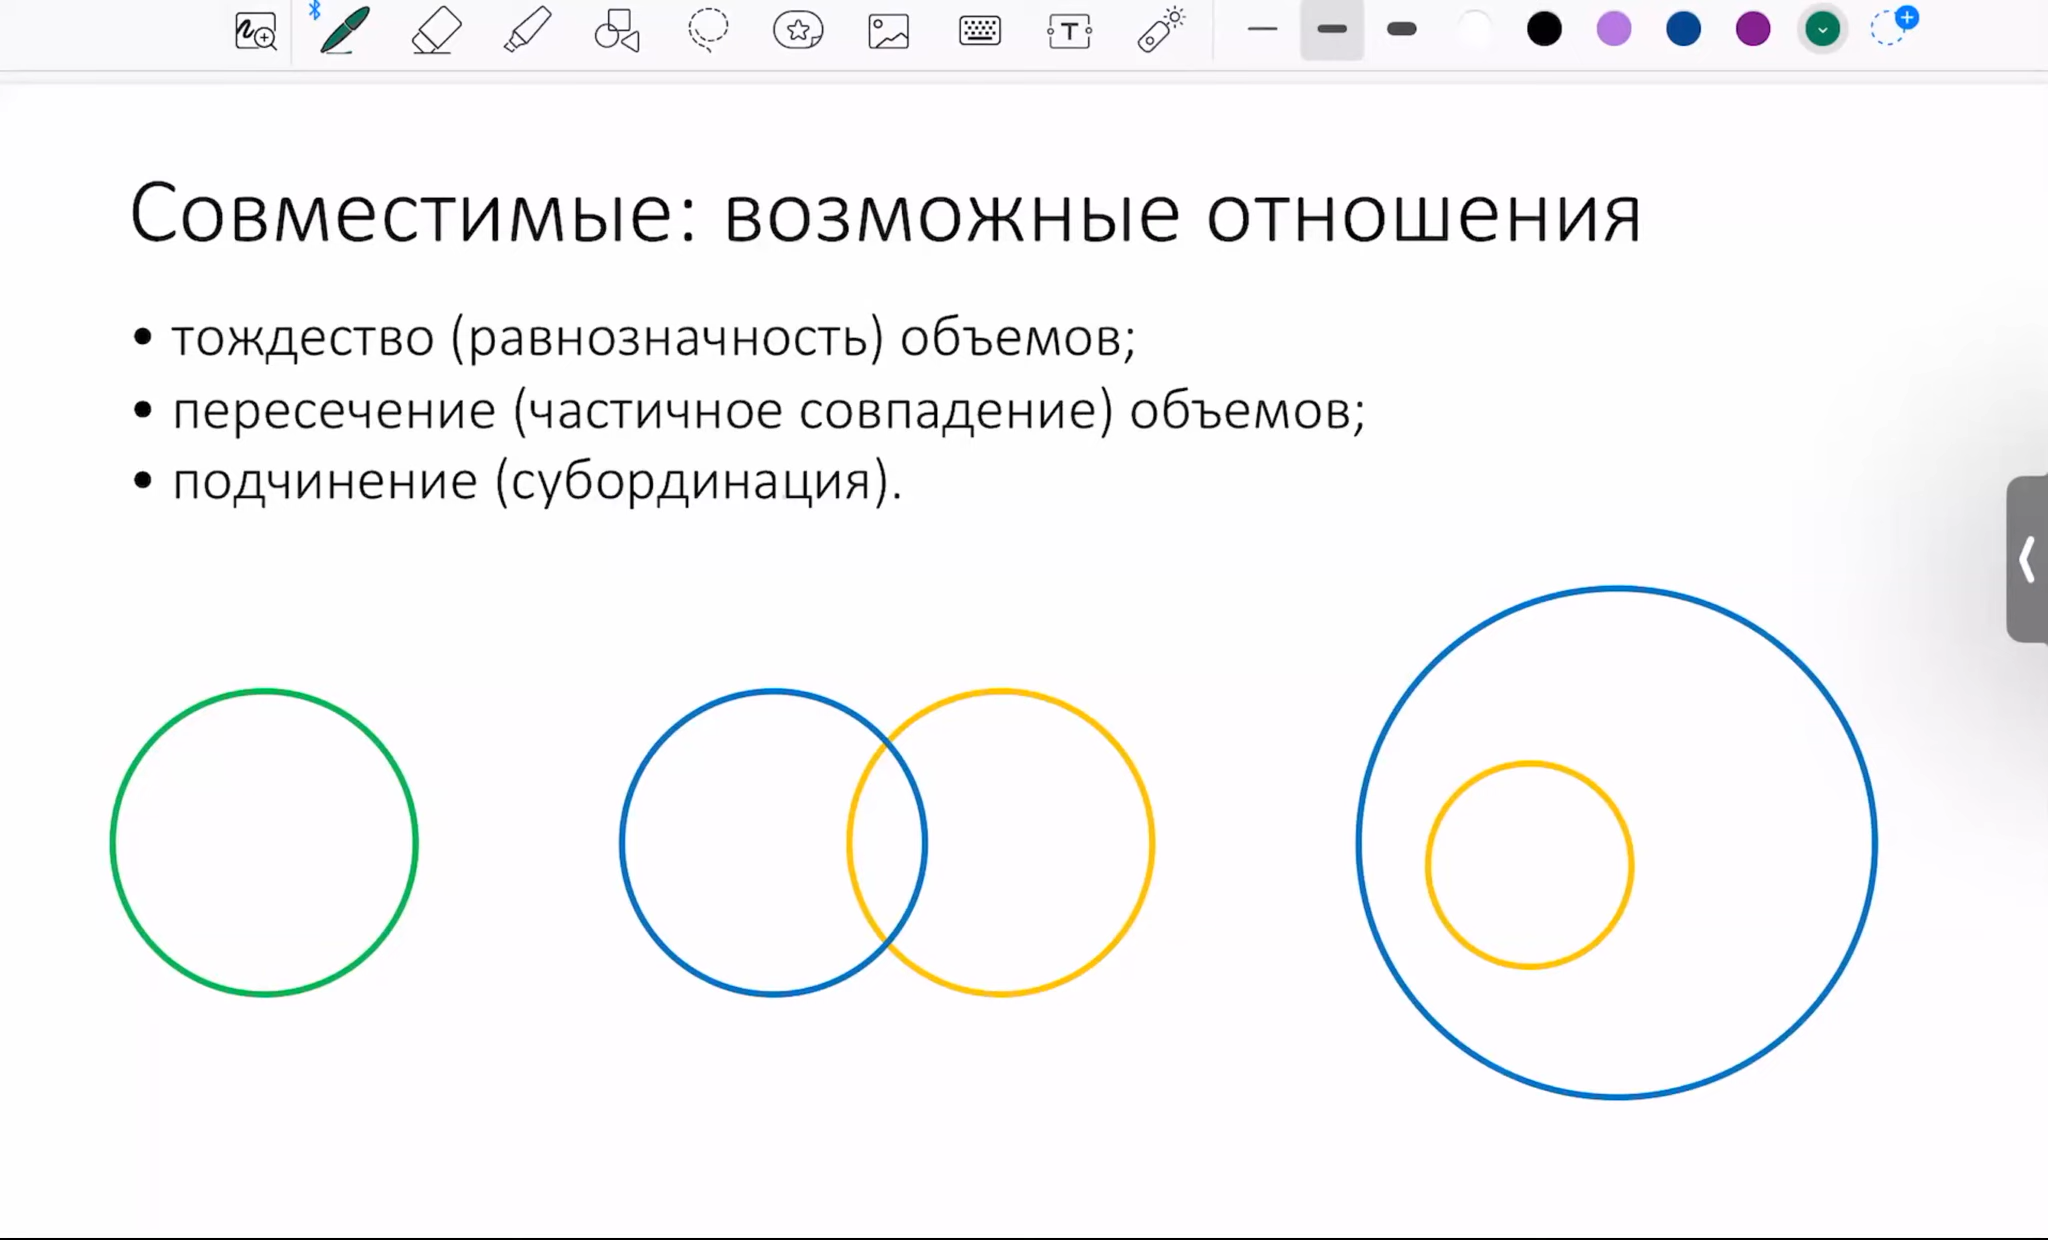 Совместимые: возможные отношения
• тождество (равнозначность) объемов;
• пересечение (частичное совпадение) объемов;
• подчинение (субординация).